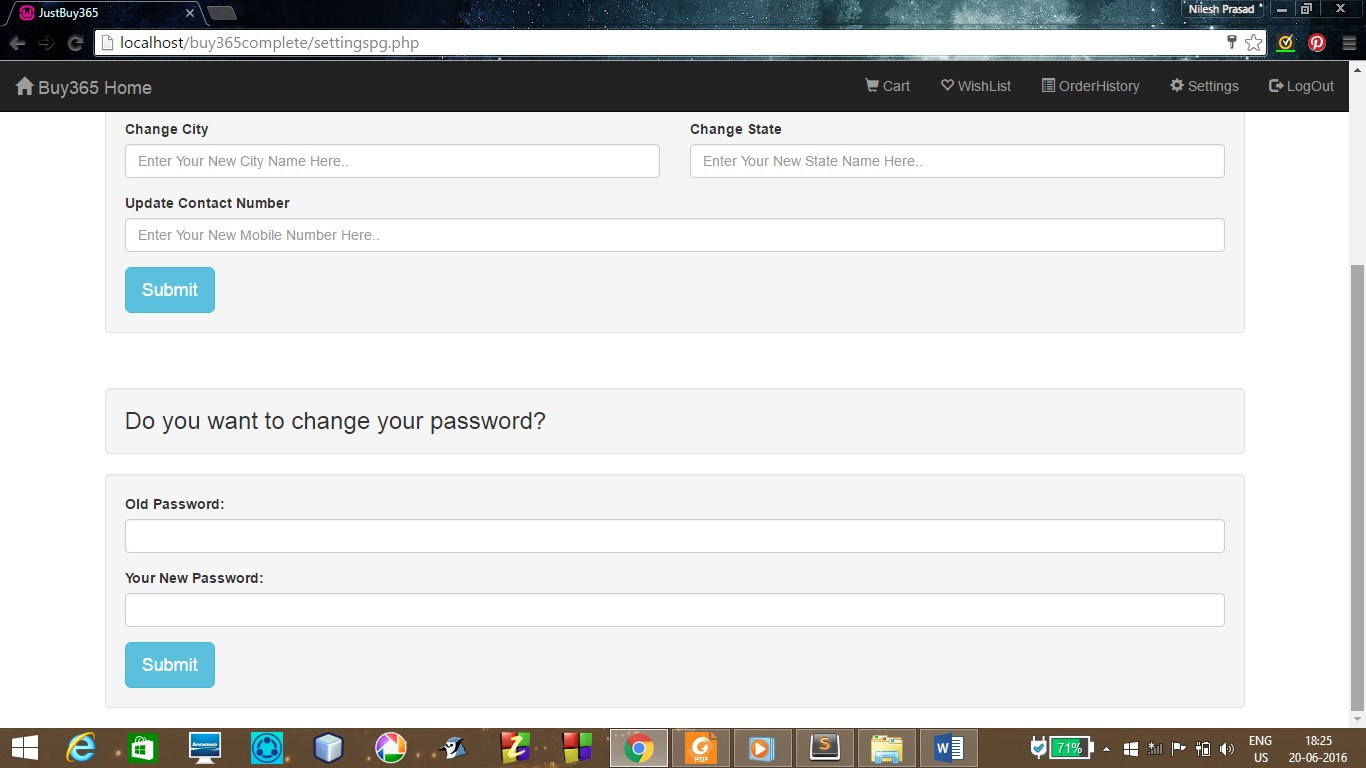 JustBuy365
Nilesh Prasad
localhost/buy365complete/settingspg.php
Buy365 Home Cart WishList OrderHistory Settings LogOut
Change City Change State
Enter Your New City Name Here.. Enter Your New State Name Here..
Update Contact Number
Enter Your New Mobile Number Here..
Submit
Do you want to change your password?
Old Password:
Your New Password:
Submit
lenovo
PDF
S
W
71%
ENG 18:25
US 20-06-2016